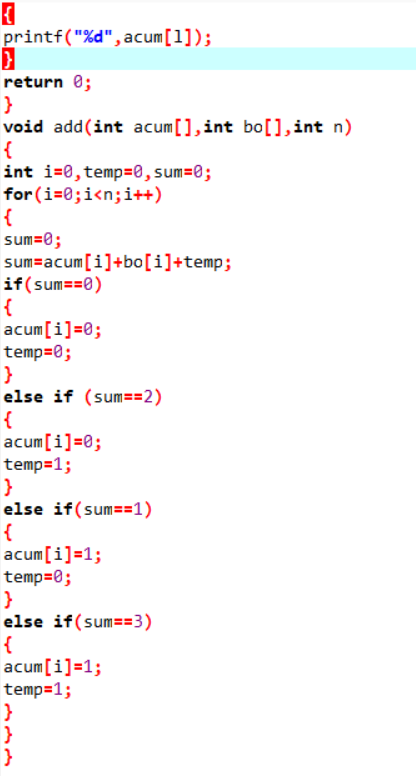 {
printf("%d",acum[l]);
}
return 0;
}
void add(int acum[],int bo[],int n)
{
int i=0,temp=0,sum=0;
for(i=0;i<n;i++)
{
sum=0;
sum=acum[i]+bo[i]+temp;
if(sum==0)
{
acum[i]=0;
temp=0;
}
else if (sum==2)
{
acum[i]=0;
temp=1;
}
else if(sum==1)
{
acum[i]=1;
temp=0;
}
else if(sum==3)
{
acum[i]=1;
temp=1;
}
}
}